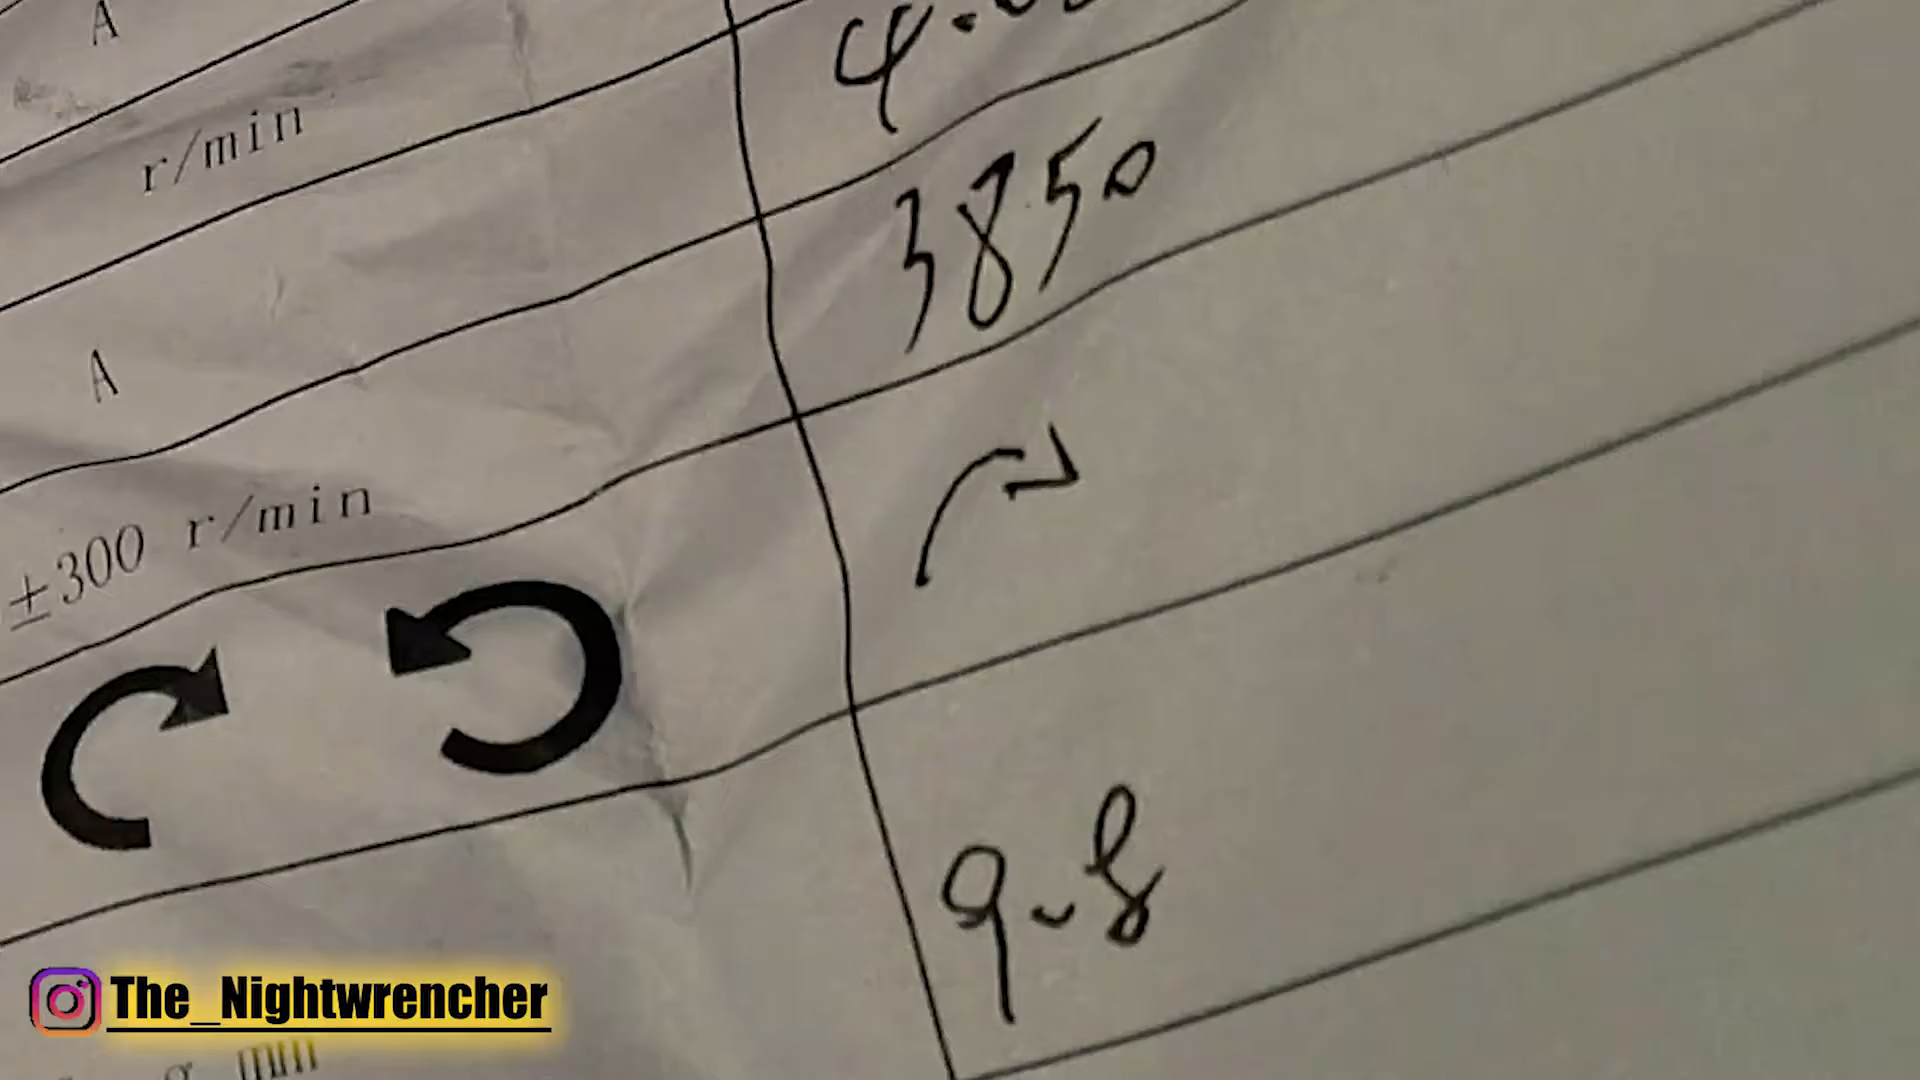 A
r/min
3850
A
±300 r/min
9.8
The_Nightwrencher